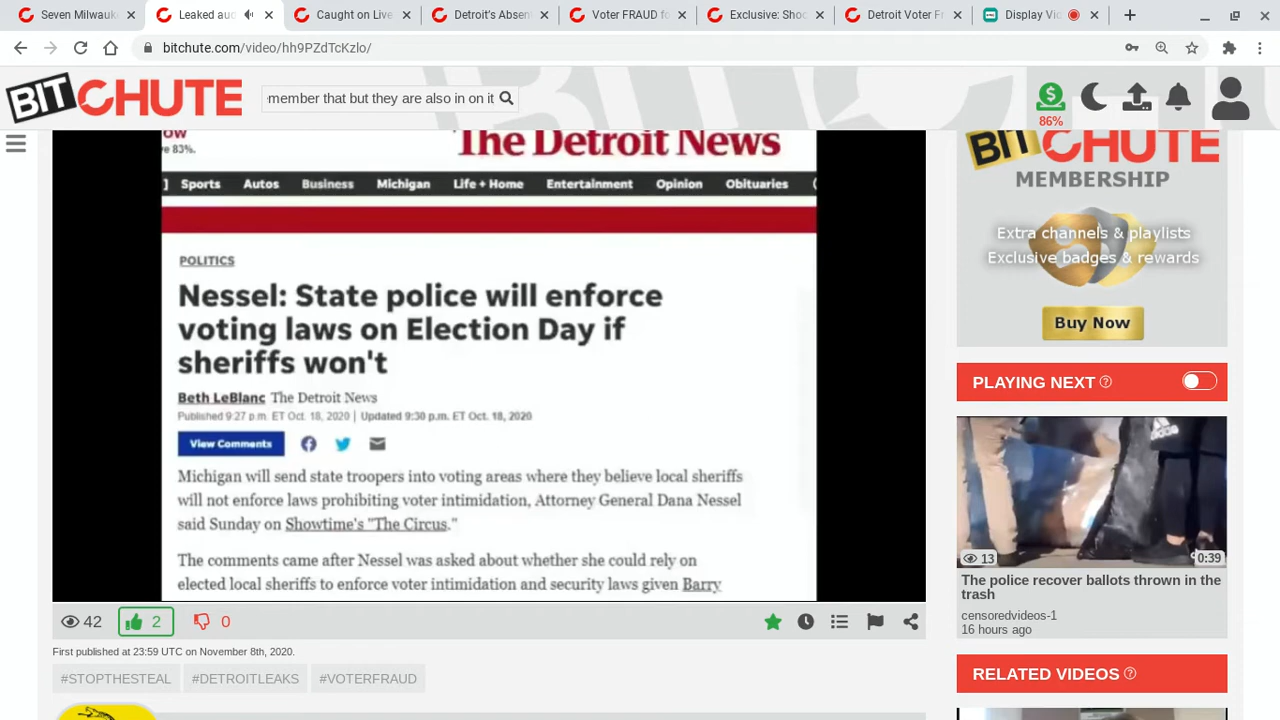 Seven Milwauk
Leaked aud
Caught on Live
Detroit's Absen
Voter FRAUD fo
Exclusive: Shoc
Detroit Voter Fr
Display Vid
bitchute.com/video/hh9PZdTcKzlo/
BITCHUTE
member that but they are also in on it
86%
ow
e 83%.
The Detroit News
Sports Autos Business Michigan Life + Home Entertainment Opinion Obituaries
POLITICS
Nessel: State police will enforce
voting laws on Election Day if
sheriffs won't
Beth LeBlanc The Detroit News
Published 9:27 p.m. ET Oct. 18, 2020 | Updated 9:30 p.m. ET Oct. 18, 2020
View Comments
Michigan will send state troopers into voting areas where they believe local sheriffs
will not enforce laws prohibiting voter intimidation, Attorney General Dana Nessel
said Sunday on Showtime's "The Circus."
The comments came after Nessel was asked about whether she could rely on
elected local sheriffs to enforce voter intimidation and security laws given Barry
42 2 0
First published at 23:59 UTC on November 8th, 2020.
#STOPTHESTEAL #DETROITLEAKS #VOTERFRAUD
BITCHUTE
MEMBERSHIP
Extra channels & playlists
Exclusive badges & rewards
Buy Now
PLAYING NEXT
13 0:39
The police recover ballots thrown in the
trash
censoredvideos-1
16 hours ago
RELATED VIDEOS